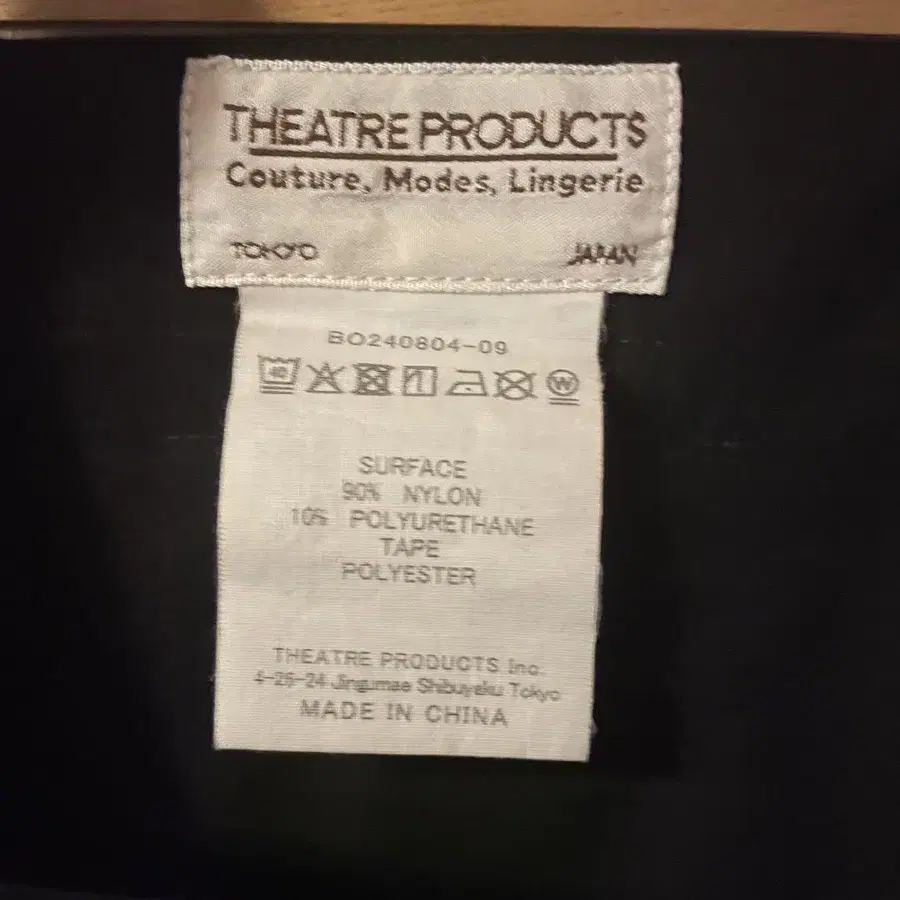 THEATRE PRODUCTS
Couture, Modes, Lingerie
TOKYO JAPAN
BO240804-09
40
W
SURFACE
90% NYLON
10% POLYURETHANE
TAPE
POLYESTER
THEATRE PRODUCTS Inc.
4-26-24 Jingumae Shibuyaku Tokyo
MADE IN CHINA